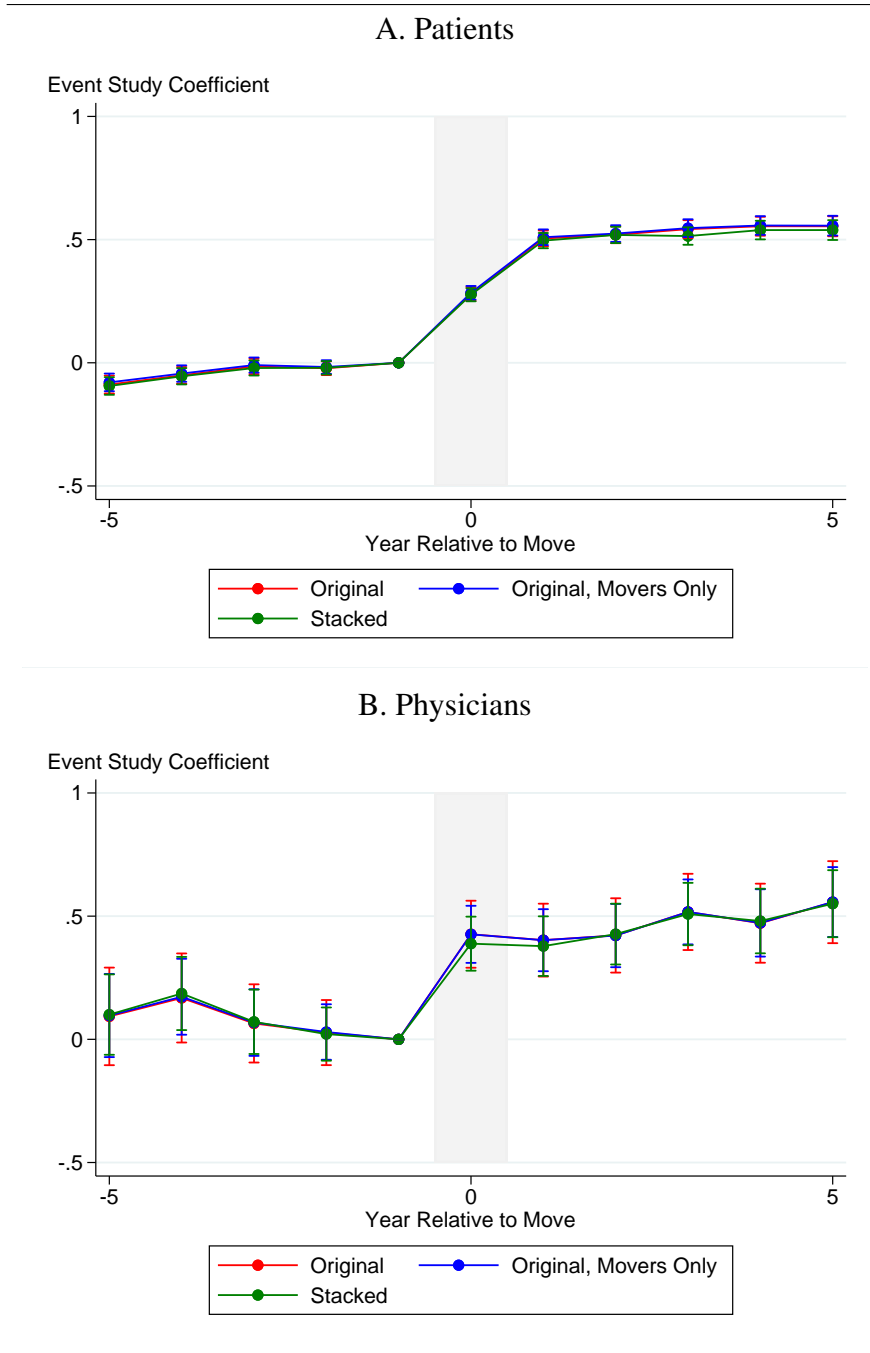 A. Patients
Event Study Coefficient
1
.5
0
-.5
-5 0 5
Year Relative to Move
Original Original, Movers Only
Stacked
B. Physicians
Event Study Coefficient
1
.5
0
-.5
-5 0 5
Year Relative to Move
Original Original, Movers Only
Stacked